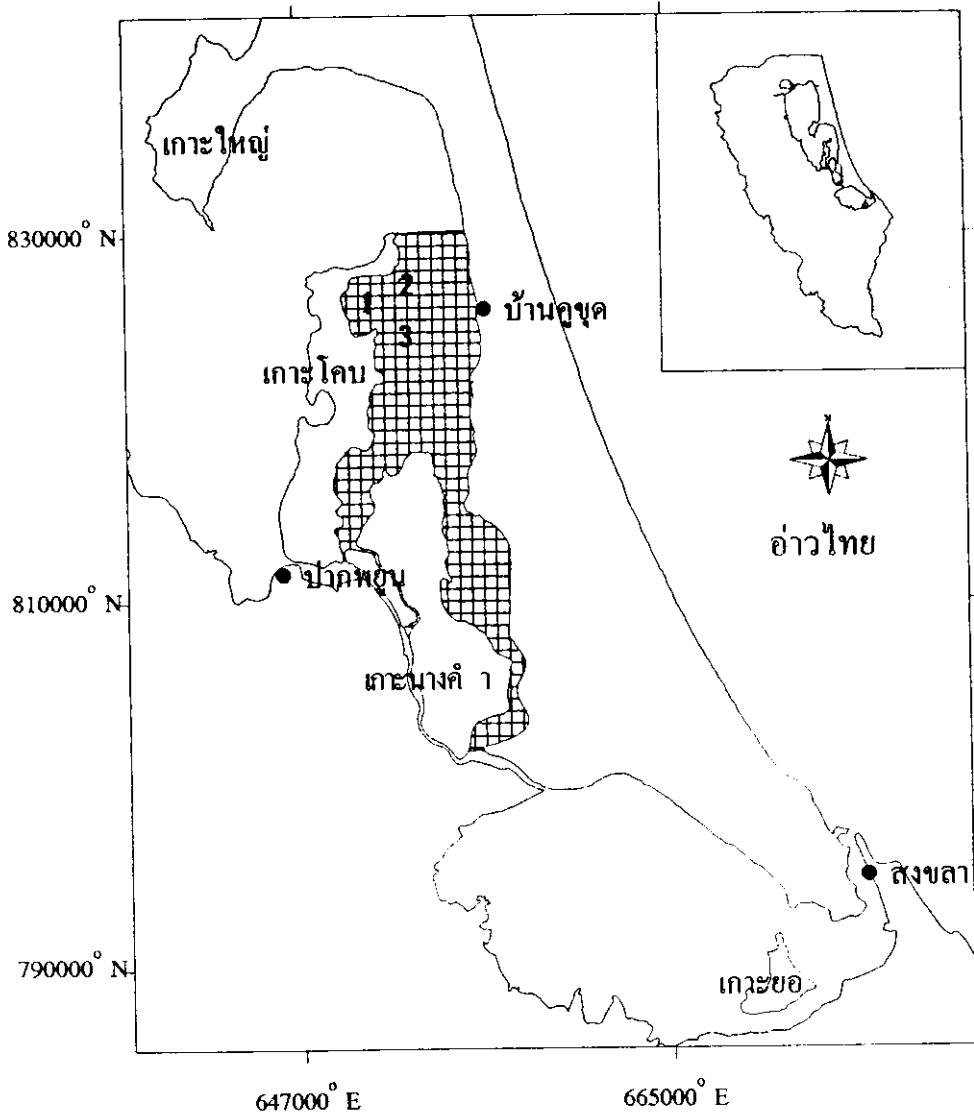 เกาะใหญ่
830000° N
2
1
บ้านคูขุด
3
เกาะโคบ
N
อ่าวไทย
ปากพยูน
810000° N
เกาะนางคำ
สงขลา
790000° N
เกาะยอ
647000° E
665000° E